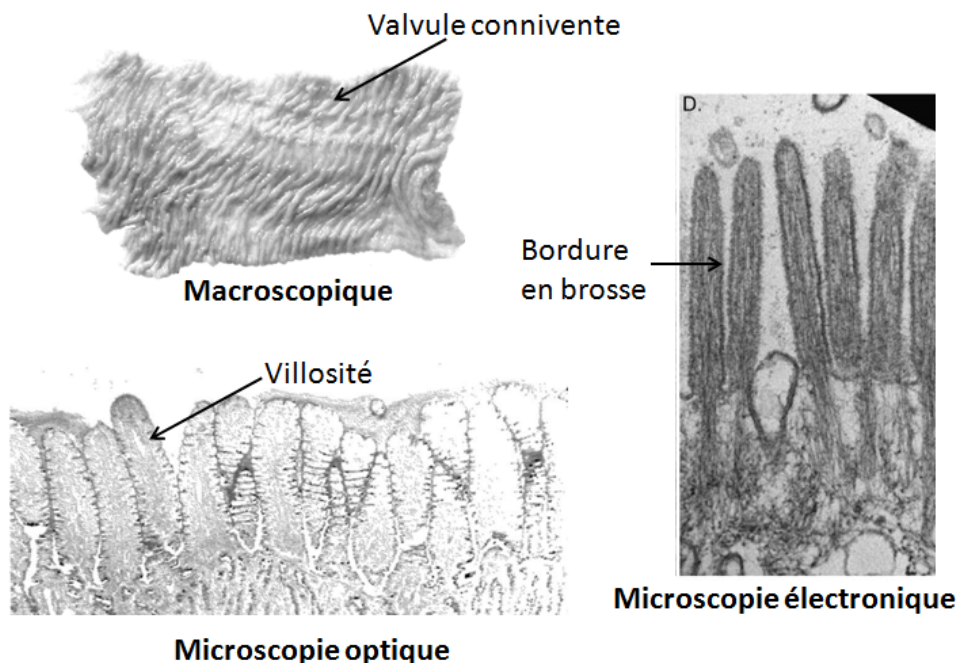 Valvule connivente
Macroscopique
D.
Bordure
en brosse
Villosité
Microscopie électronique
Microscopie optique